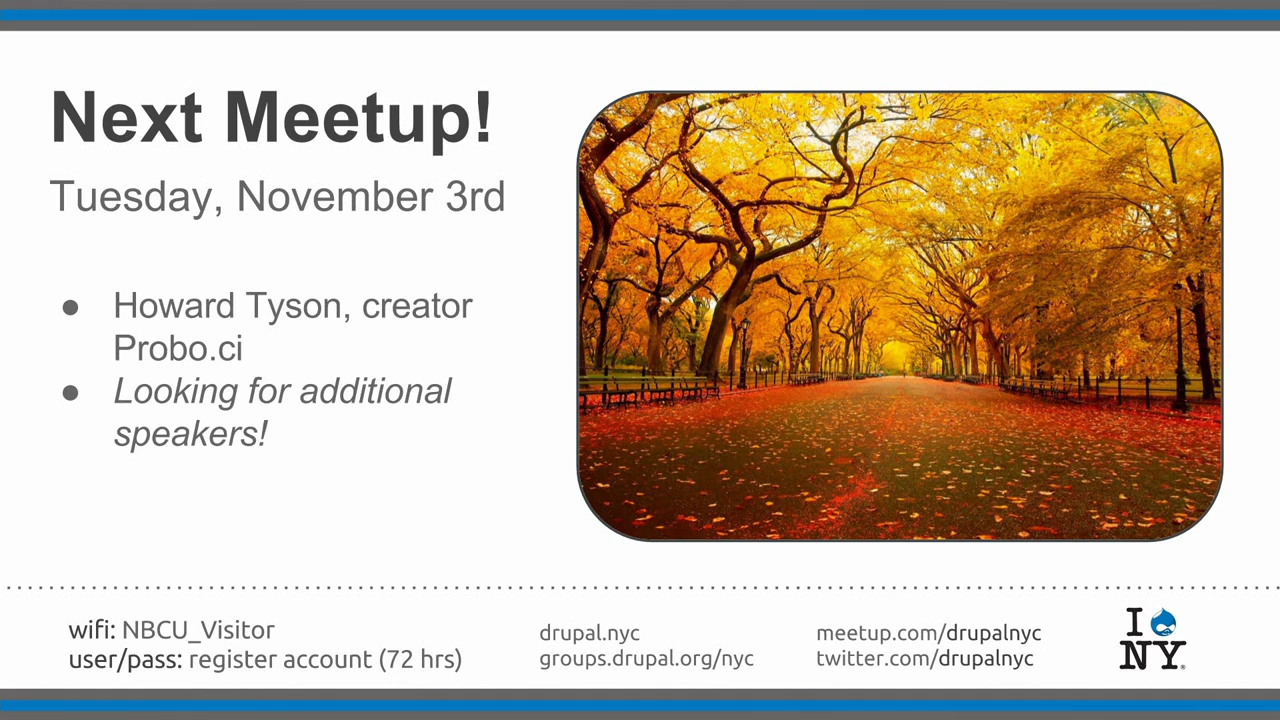 Next Meetup!
Tuesday, November 3rd
● Howard Tyson, creator
Probo.ci
● Looking for additional
speakers!
wifi: NBCU_Visitor
user/pass: register account (72 hrs)
drupal.nyc
groups.drupal.org/nyc
meetup.com/drupalnyc
twitter.com/drupalnyc
I
NY®